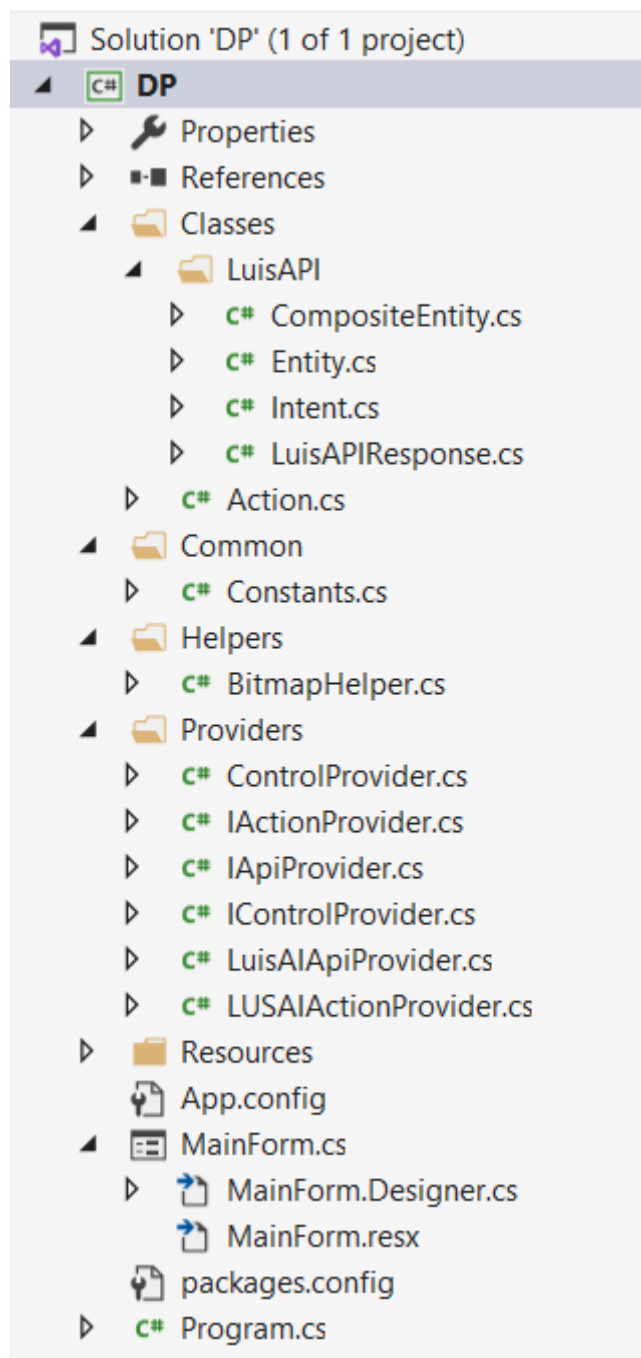 Solution 'DP' (1 of 1 project)
C# DP
Properties
References
Classes
LuisAPI
C# CompositeEntity.cs
C# Entity.cs
C# Intent.cs
C# LuisAPIResponse.cs
C# Action.cs
Common
C# Constants.cs
Helpers
C# BitmapHelper.cs
Providers
C# ControlProvider.cs
C# IActionProvider.cs
C# IApiProvider.cs
C# IControlProvider.cs
C# LuisAIApiProvider.cs
C# LUSAIActionProvider.cs
Resources
App.config
MainForm.cs
MainForm.Designer.cs
MainForm.resx
packages.config
C# Program.cs